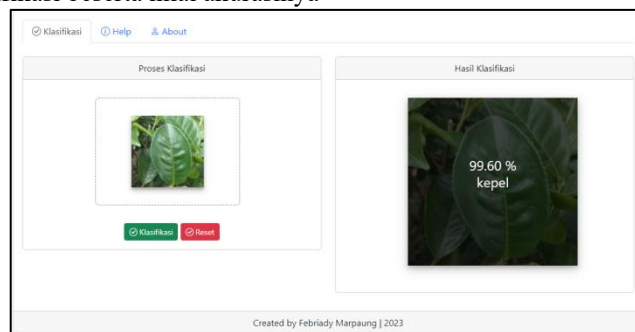 Klasifikasi Help About
Proses Klasifikasi
Hasil Klasifikasi
99.60 %
kepel
Klasifikasi Reset
Created by Febriady Marpaung | 2023